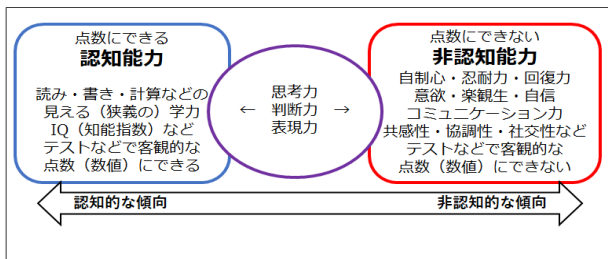 点数にできる
認知能力
読み・書き・計算などの
見える（狭義の）学力
IQ（知能指数）など
テストなどで客観的な
点数（数値）にできる
思考力
← 判断力 →
表現力
点数にできない
非認知能力
自制心・忍耐力・回復力
意欲・楽観生・自信
コミュニケーション力
共感性・協調性・社交性など
テストなどで客観的な
点数（数値）にできない
認知的な傾向
非認知的な傾向